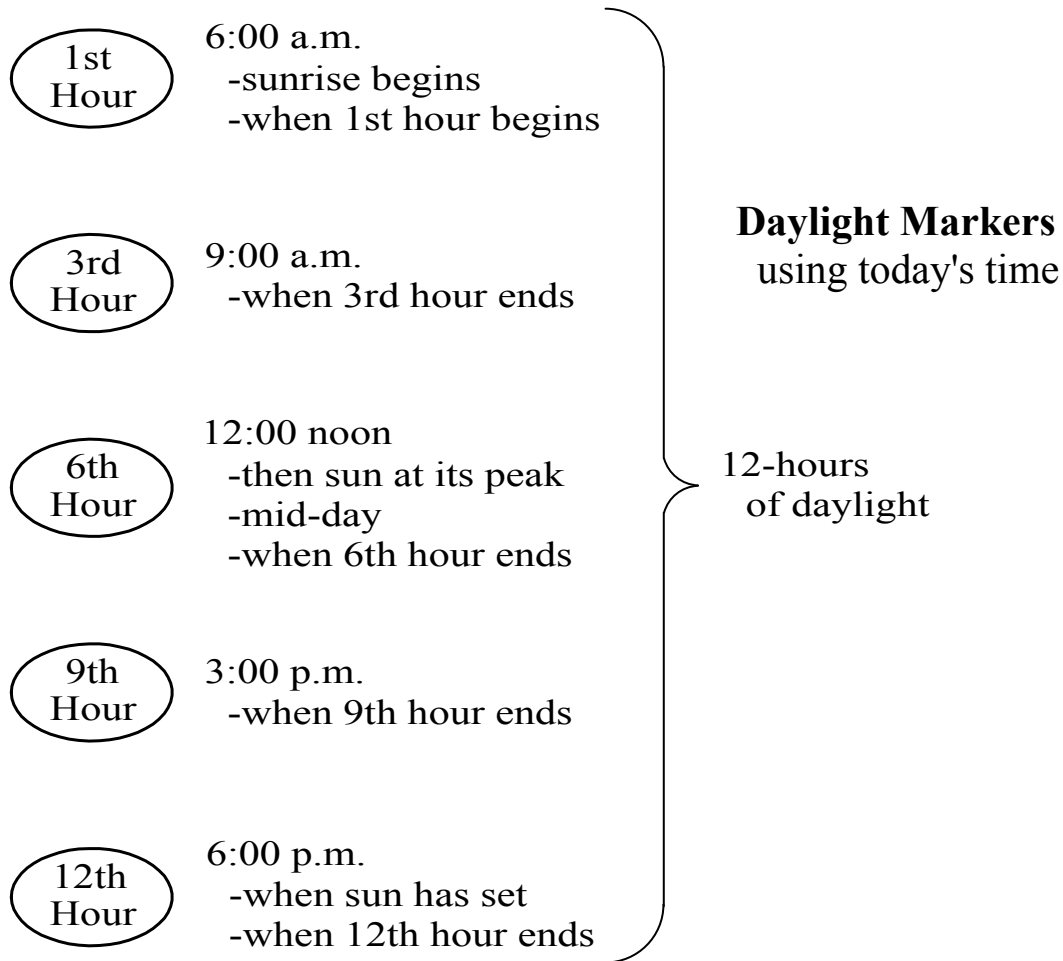 1st
Hour
6:00 a.m.
-sunrise begins
-when 1st hour begins
3rd
Hour
9:00 a.m.
-when 3rd hour ends
Daylight Markers
using today's time
6th
Hour
12:00 noon
-then sun at its peak
-mid-day
-when 6th hour ends
12-hours
of daylight
9th
Hour
3:00 p.m.
-when 9th hour ends
12th
Hour
6:00 p.m.
-when sun has set
-when 12th hour ends